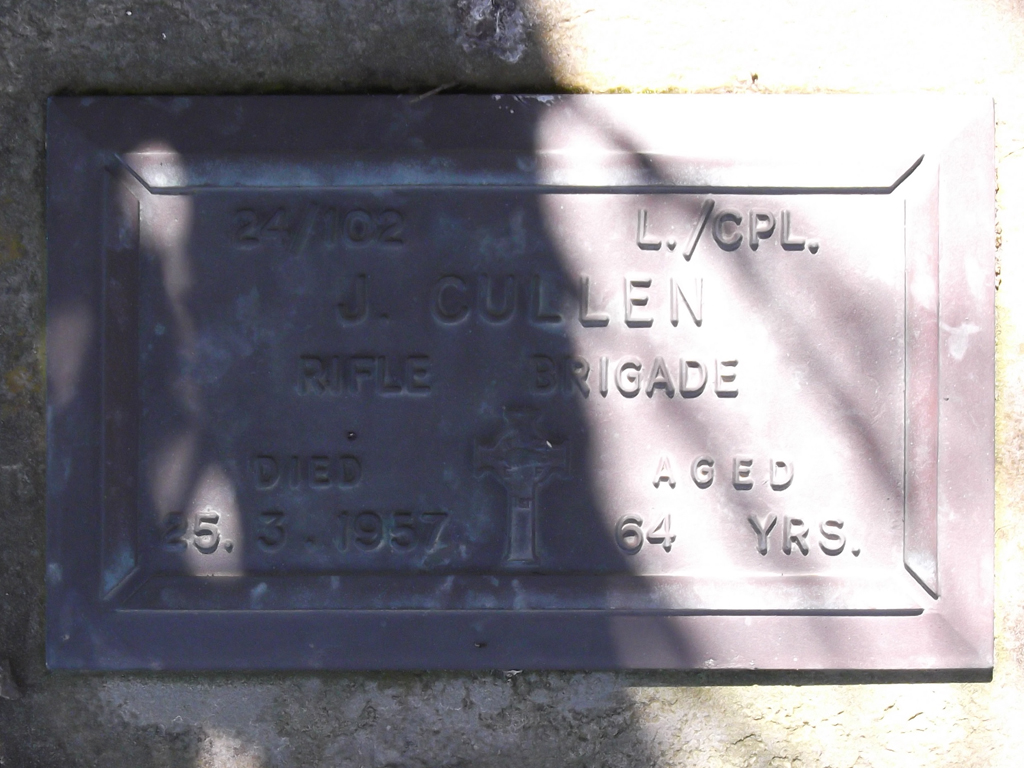 24/102 L./CPL.
J. CULLEN
RIFLE BRIGADE
DIED AGED
25. 3. 1957 64 YRS.